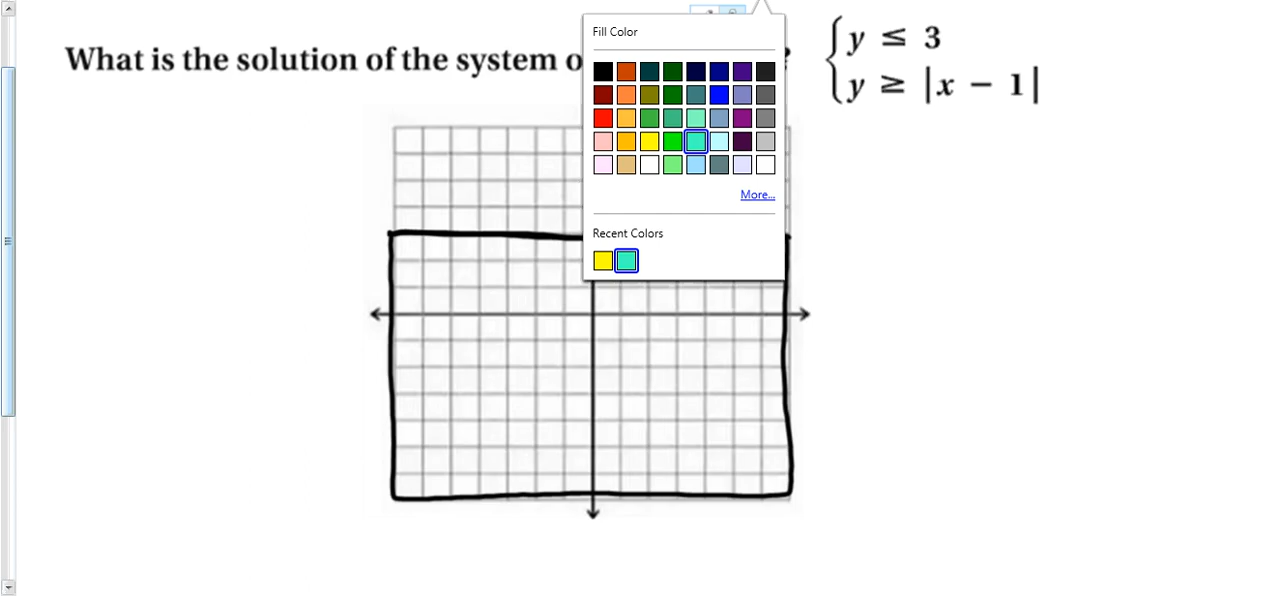 Fill Color
What is the solution of the system o ?
y ≤ 3
y ≥ |x − 1|
More...
Recent Colors